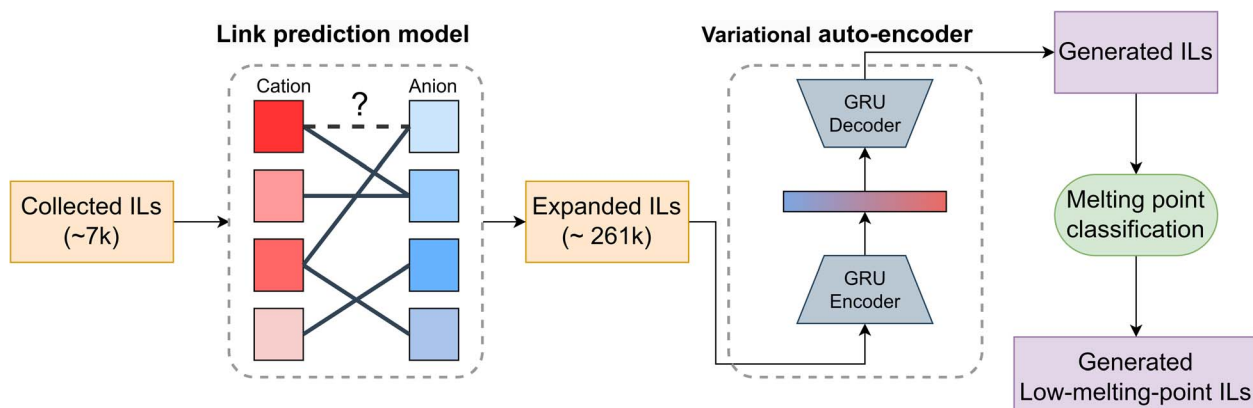 Link prediction model
Cation
Anion
?
Collected ILs
(~7k)
Expanded ILs
(~ 261k)
Variational auto-encoder
GRU
Decoder
GRU
Encoder
Generated ILs
Melting point
classification
Generated
Low-melting-point ILs